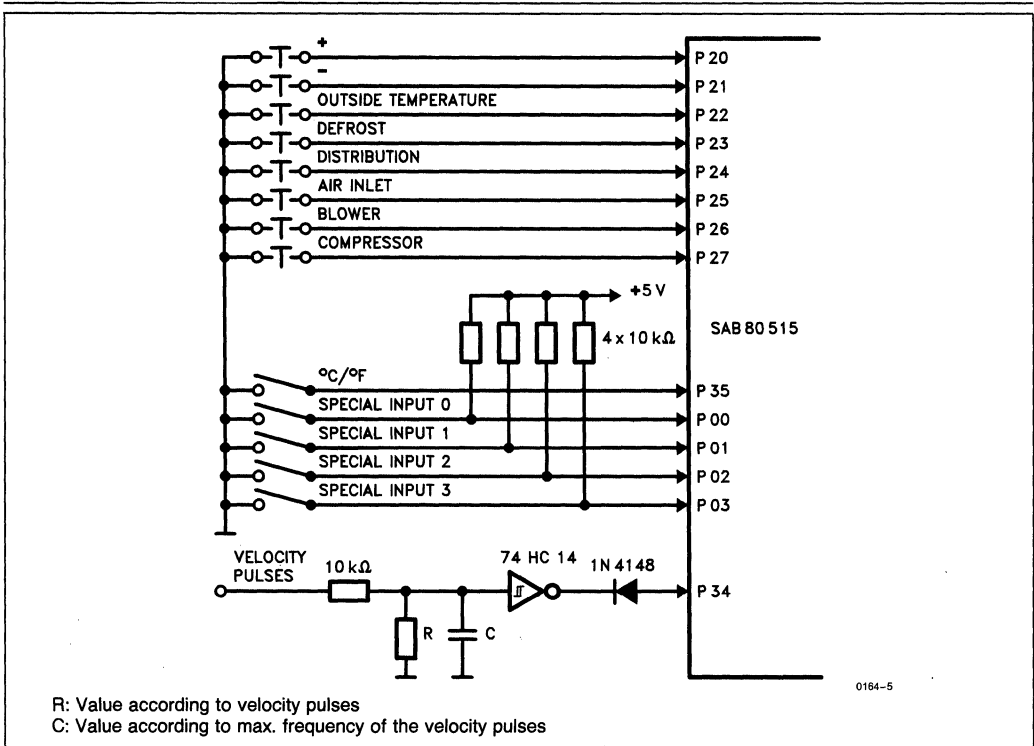 +
P 20
−
P 21
OUTSIDE TEMPERATURE
P 22
DEFROST
P 23
DISTRIBUTION
P 24
AIR INLET
P 25
BLOWER
P 26
COMPRESSOR
P 27
+5 V
SAB 80 515
4 x 10 kΩ
°C/°F
P 35
SPECIAL INPUT 0
P 00
SPECIAL INPUT 1
P 01
SPECIAL INPUT 2
P 02
SPECIAL INPUT 3
P 03
VELOCITY
PULSES
10 kΩ
74 HC 14
1N 4148
P 34
R
C
0164–5
R: Value according to velocity pulses
C: Value according to max. frequency of the velocity pulses